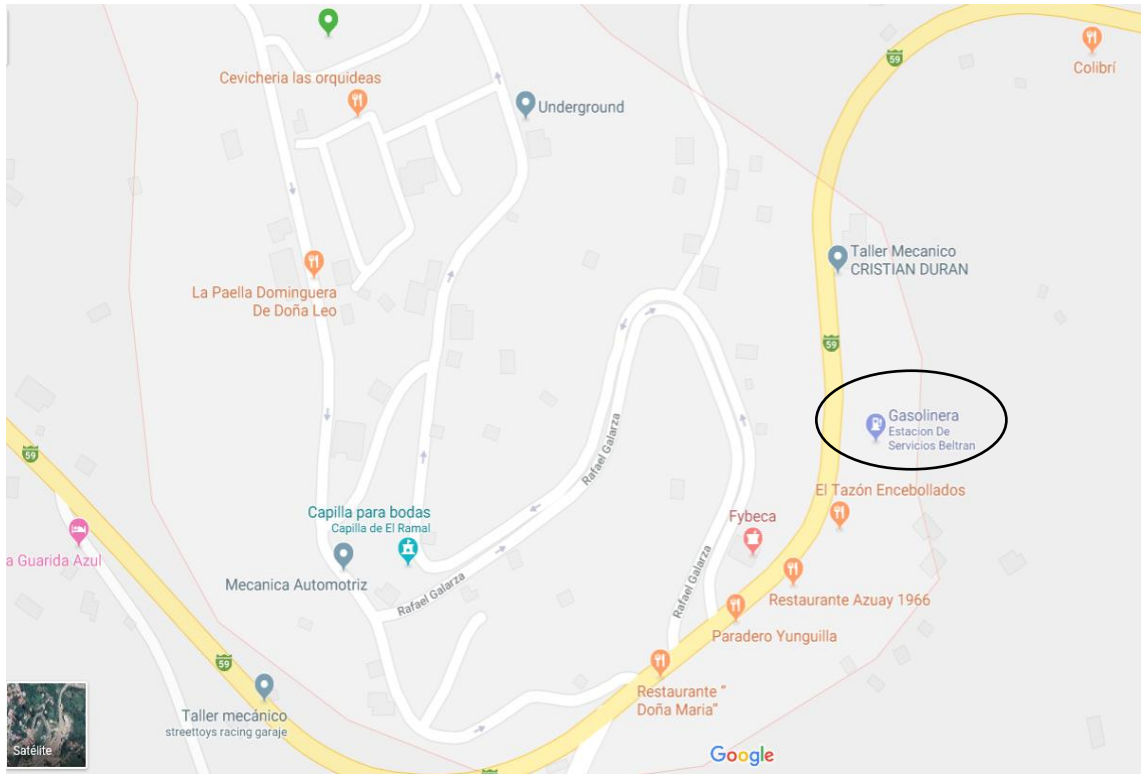 59
Colibrí
Cevicheria las orquideas
Underground
Taller Mecanico
CRISTIAN DURAN
La Paella Dominguera
De Doña Leo
59
Gasolinera
Estacion De
Servicios Beltran
Rafael Galarza
59
El Tazón Encebollados
Capilla para bodas
Capilla de El Ramal
Fybeca
a Guarida Azul
Mecanica Automotriz
Rafael Galarza
Rafael Galarza
Restaurante Azuay 1966
Paradero Yunguilla
59
Restaurante "
Doña Maria"
Taller mecánico
streettoys racing garaje
Satélite
Google
59